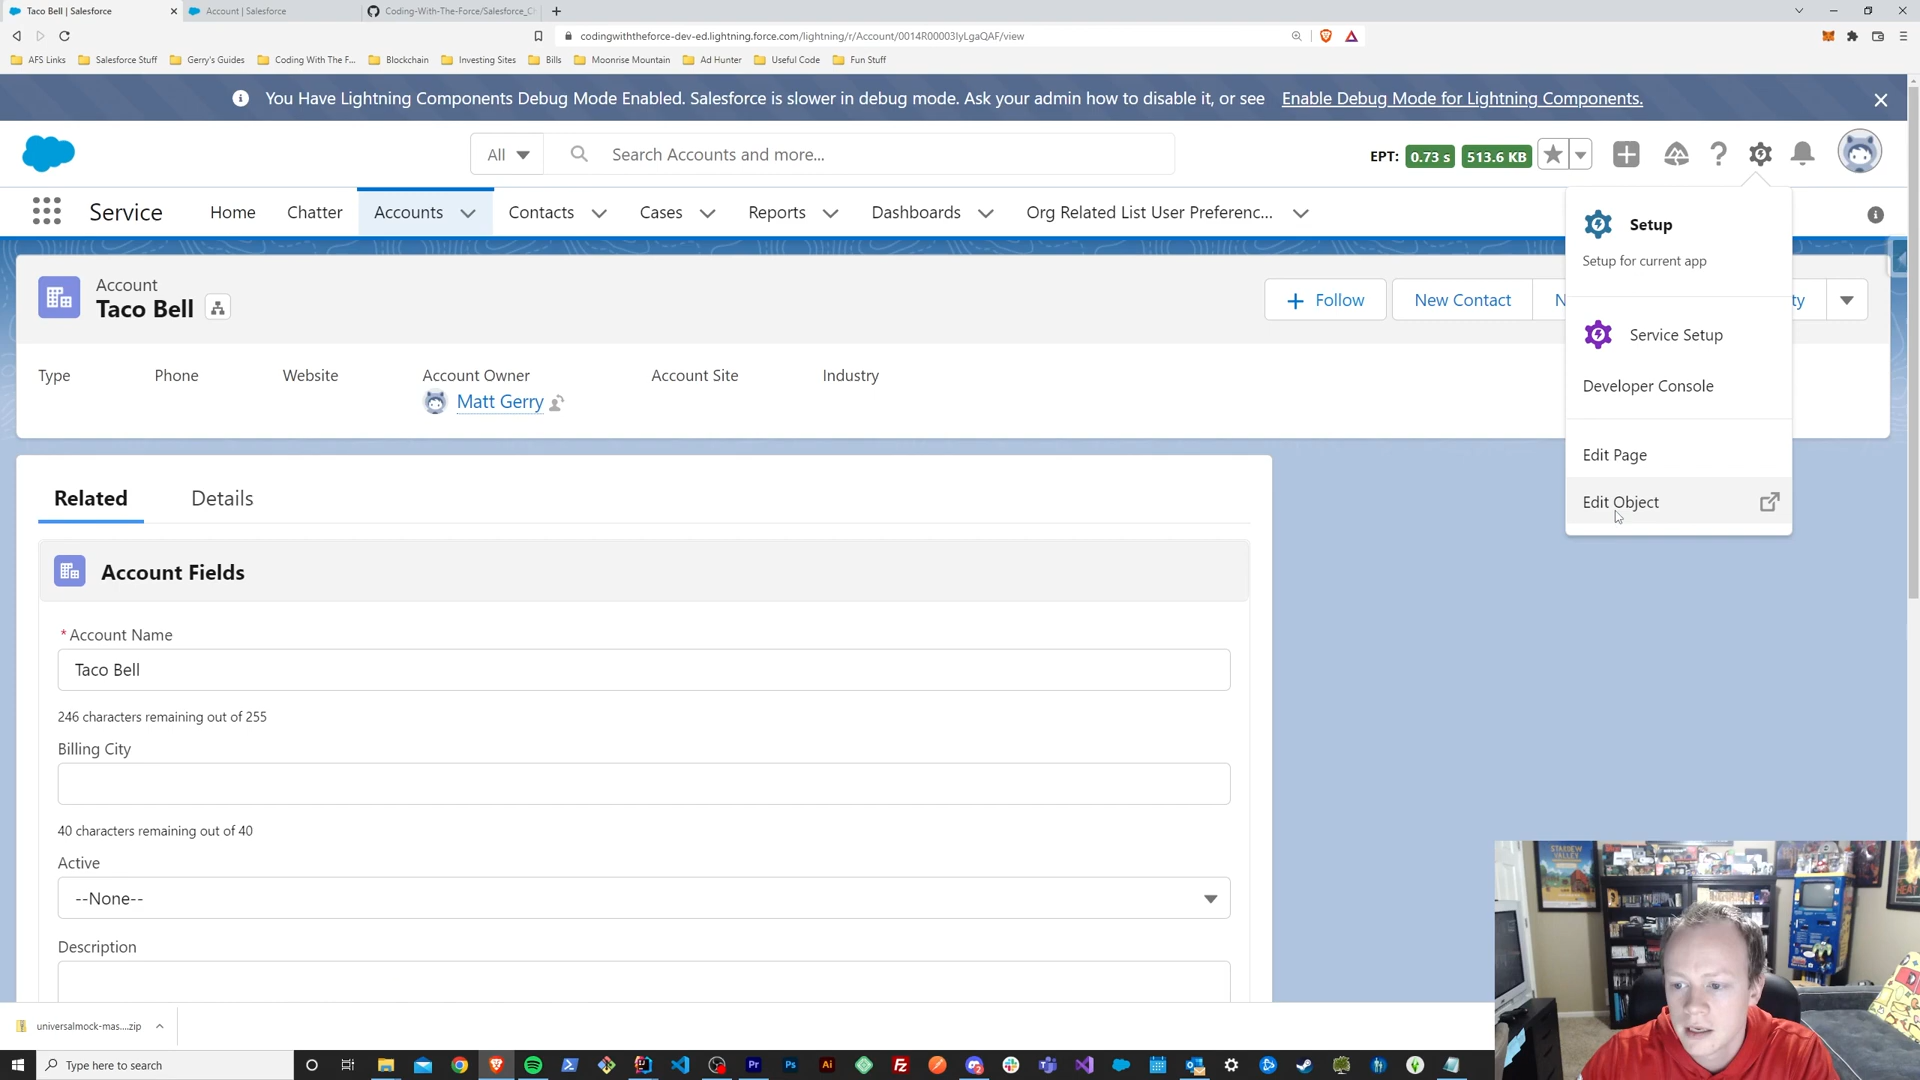 Taco Bell | Salesforce
Account | Salesforce
Coding-With-The-Force/Salesforce_C
codingwiththeforce-dev-ed.lightning.force.com/lightning/r/Account/0014R00003IyLgaQAF/view
AFS Links
Salesforce Stuff
Gerry's Guides
Coding With The F...
Blockchain
Investing Sites
Bills
Moonrise Mountain
Ad Hunter
Useful Code
Fun Stuff
You Have Lightning Components Debug Mode Enabled. Salesforce is slower in debug mode. Ask your admin how to disable it, or see Enable Debug Mode for Lightning Components.
All
Search Accounts and more...
EPT: 0.73 s 513.6 KB
Service
Home
Chatter
Accounts
Contacts
Cases
Reports
Dashboards
Org Related List User Preferenc...
Setup
Setup for current app
Service Setup
Developer Console
Edit Page
Edit Object
Account
Taco Bell
Follow
New Contact
N
ty
Type
Phone
Website
Account Owner
Matt Gerry
Account Site
Industry
Related
Details
Account Fields
*Account Name
Taco Bell
246 characters remaining out of 255
Billing City
40 characters remaining out of 40
Active
--None--
Description
STARDEW VALLEY
universalmock-mas....zip
Type here to search